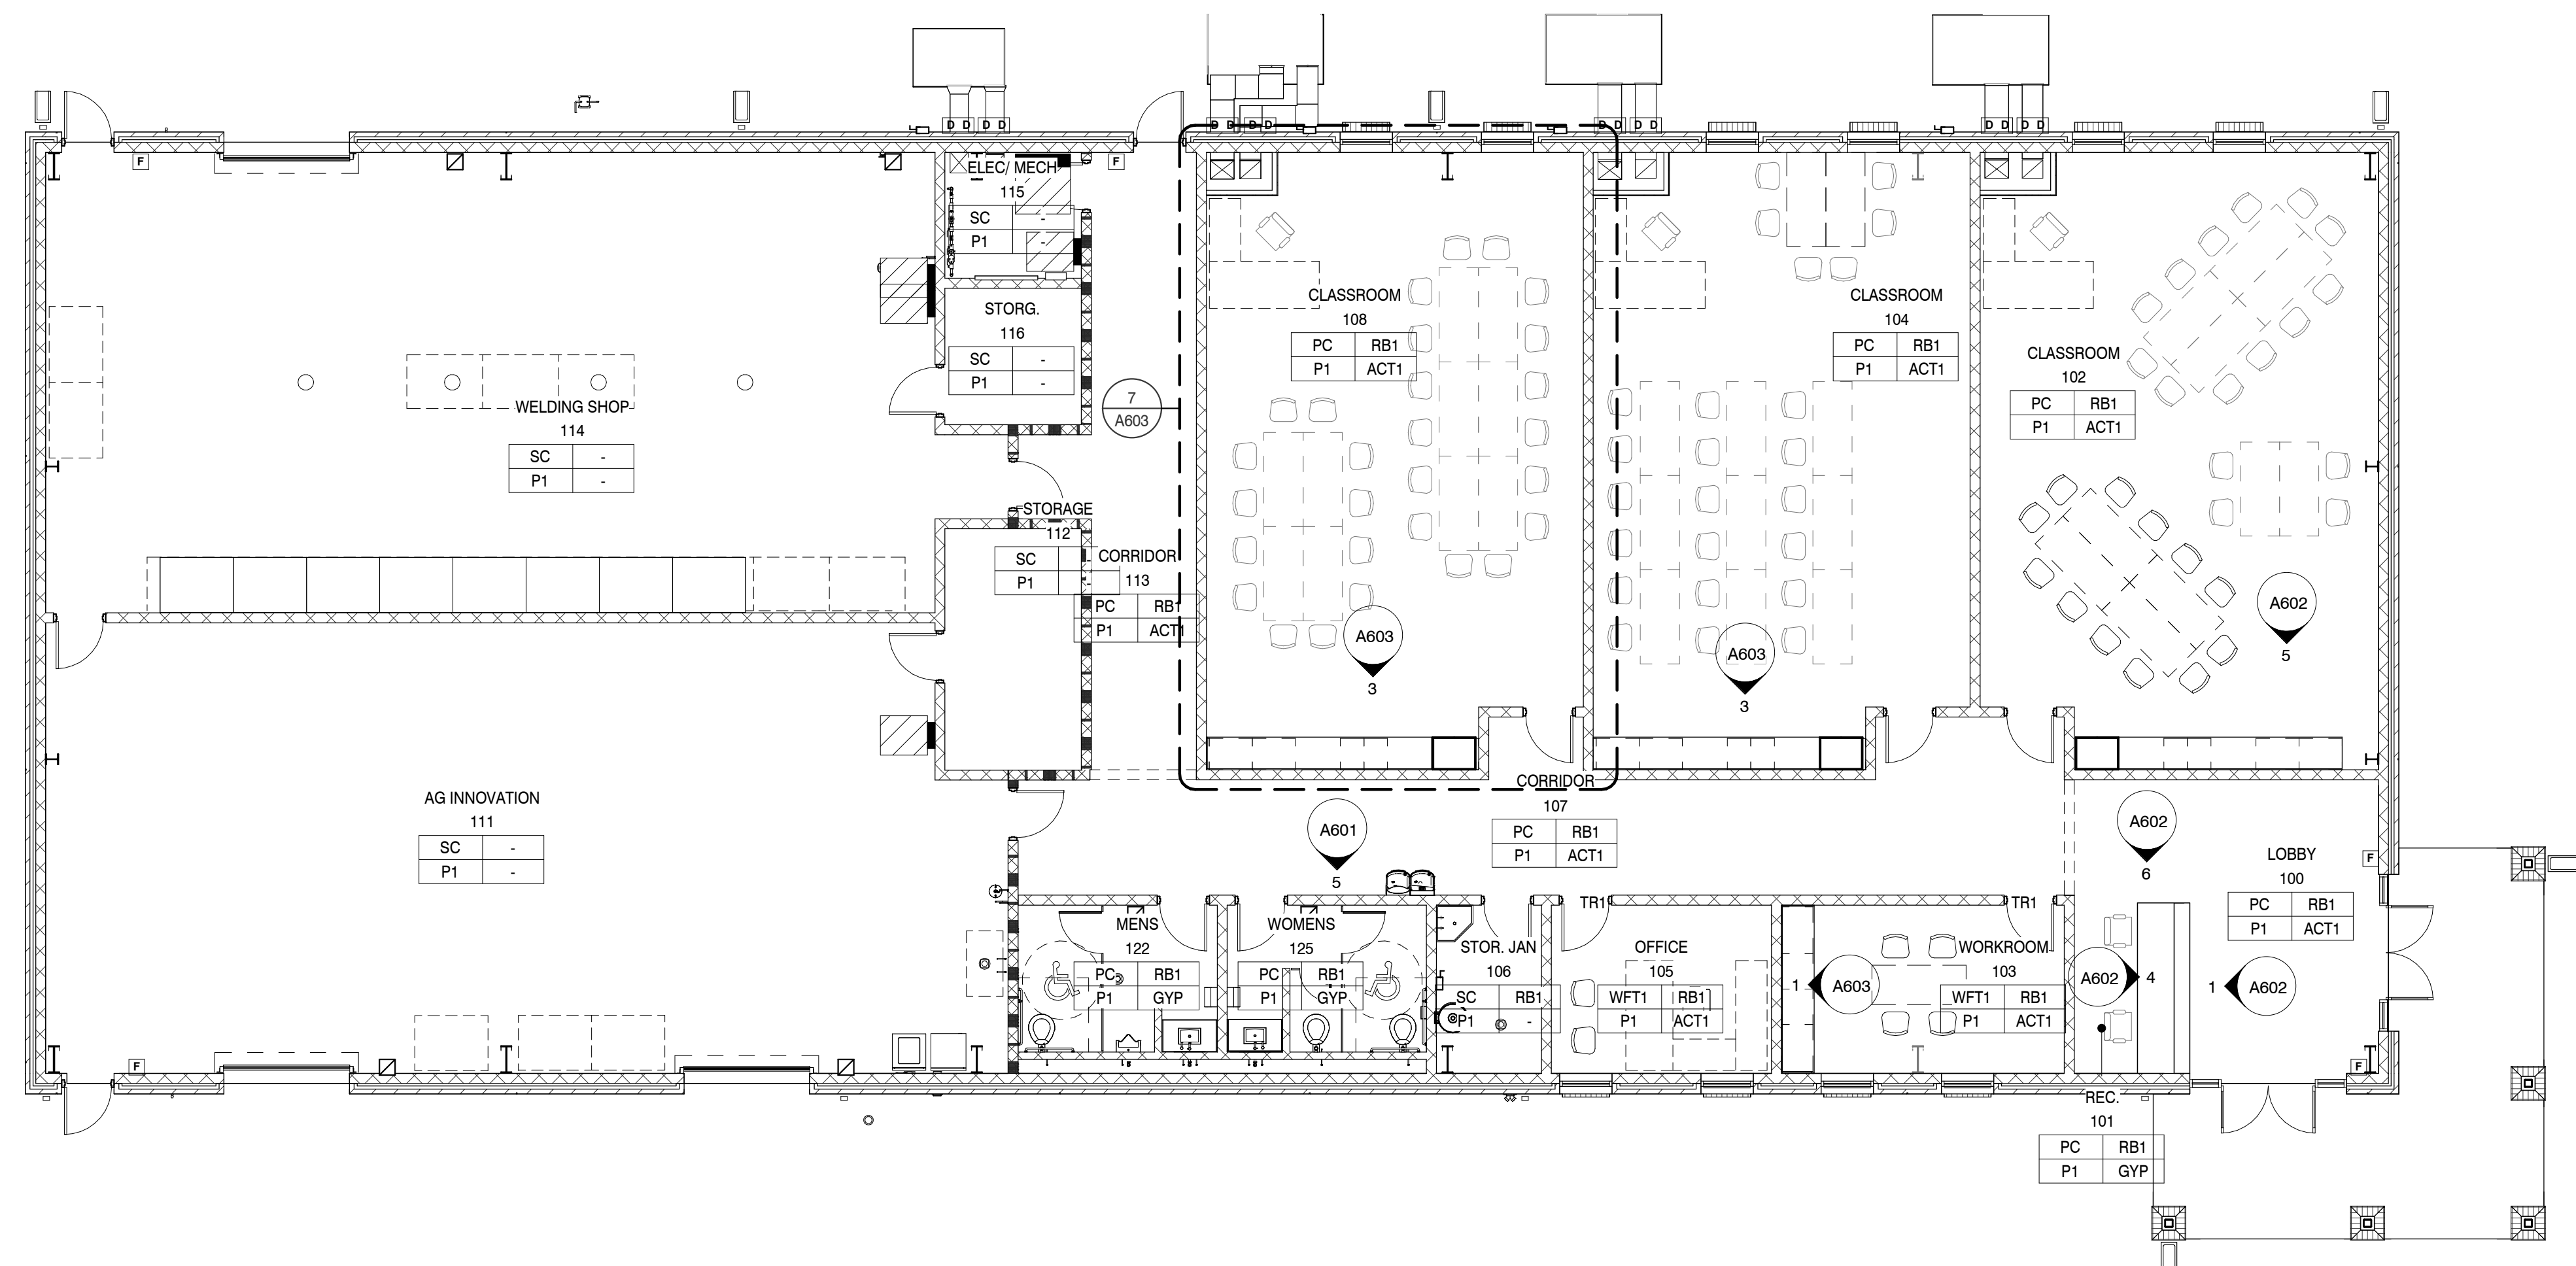 D D D D
D D D D
D D D D
D D D D
F
F
ELEC/ MECH
115
SC -
P1 -
STORG.
116
SC -
P1 -
CLASSROOM
108
PC RB1
P1 ACT1
CLASSROOM
104
PC RB1
P1 ACT1
CLASSROOM
102
PC RB1
P1 ACT1
7
A603
WELDING SHOP
114
SC -
P1 -
STORAGE
112
SC
P1 -
CORRIDOR
113
PC RB1
P1 ACT1
A603
3
A603
3
A602
5
AG INNOVATION
111
SC -
P1 -
CORRIDOR
107
PC RB1
P1 ACT1
A601
5
A602
6
LOBBY
100
PC RB1
P1 ACT1
F
TR1
TR1
MENS
122
PC RB1
P1 GYP
WOMENS
125
PC RB1
P1 GYP
STOR. JAN
106
SC RB1
P1 -
OFFICE
105
WFT1 RB1
P1 ACT1
1 A603
WORKROOM
103
WFT1 RB1
P1 ACT1
A602 4
1 A602
F
F
REC.
101
PC RB1
P1 GYP